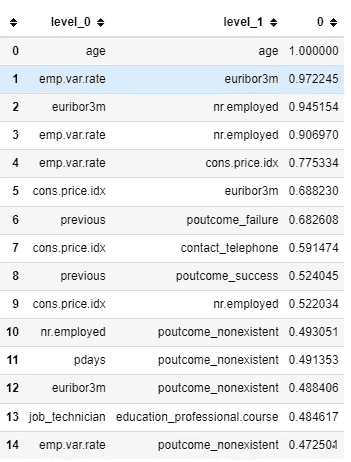 level_0 level_1 0
0 age age 1.000000
1 emp.var.rate euribor3m 0.972245
2 euribor3m nr.employed 0.945154
3 emp.var.rate nr.employed 0.906970
4 emp.var.rate cons.price.idx 0.775334
5 cons.price.idx euribor3m 0.688230
6 previous poutcome_failure 0.682608
7 cons.price.idx contact_telephone 0.591474
8 previous poutcome_success 0.524045
9 cons.price.idx nr.employed 0.522034
10 nr.employed poutcome_nonexistent 0.493051
11 pdays poutcome_nonexistent 0.491353
12 euribor3m poutcome_nonexistent 0.488406
13 job_technician education_professional.course 0.484617
14 emp.var.rate poutcome_nonexistent 0.472504